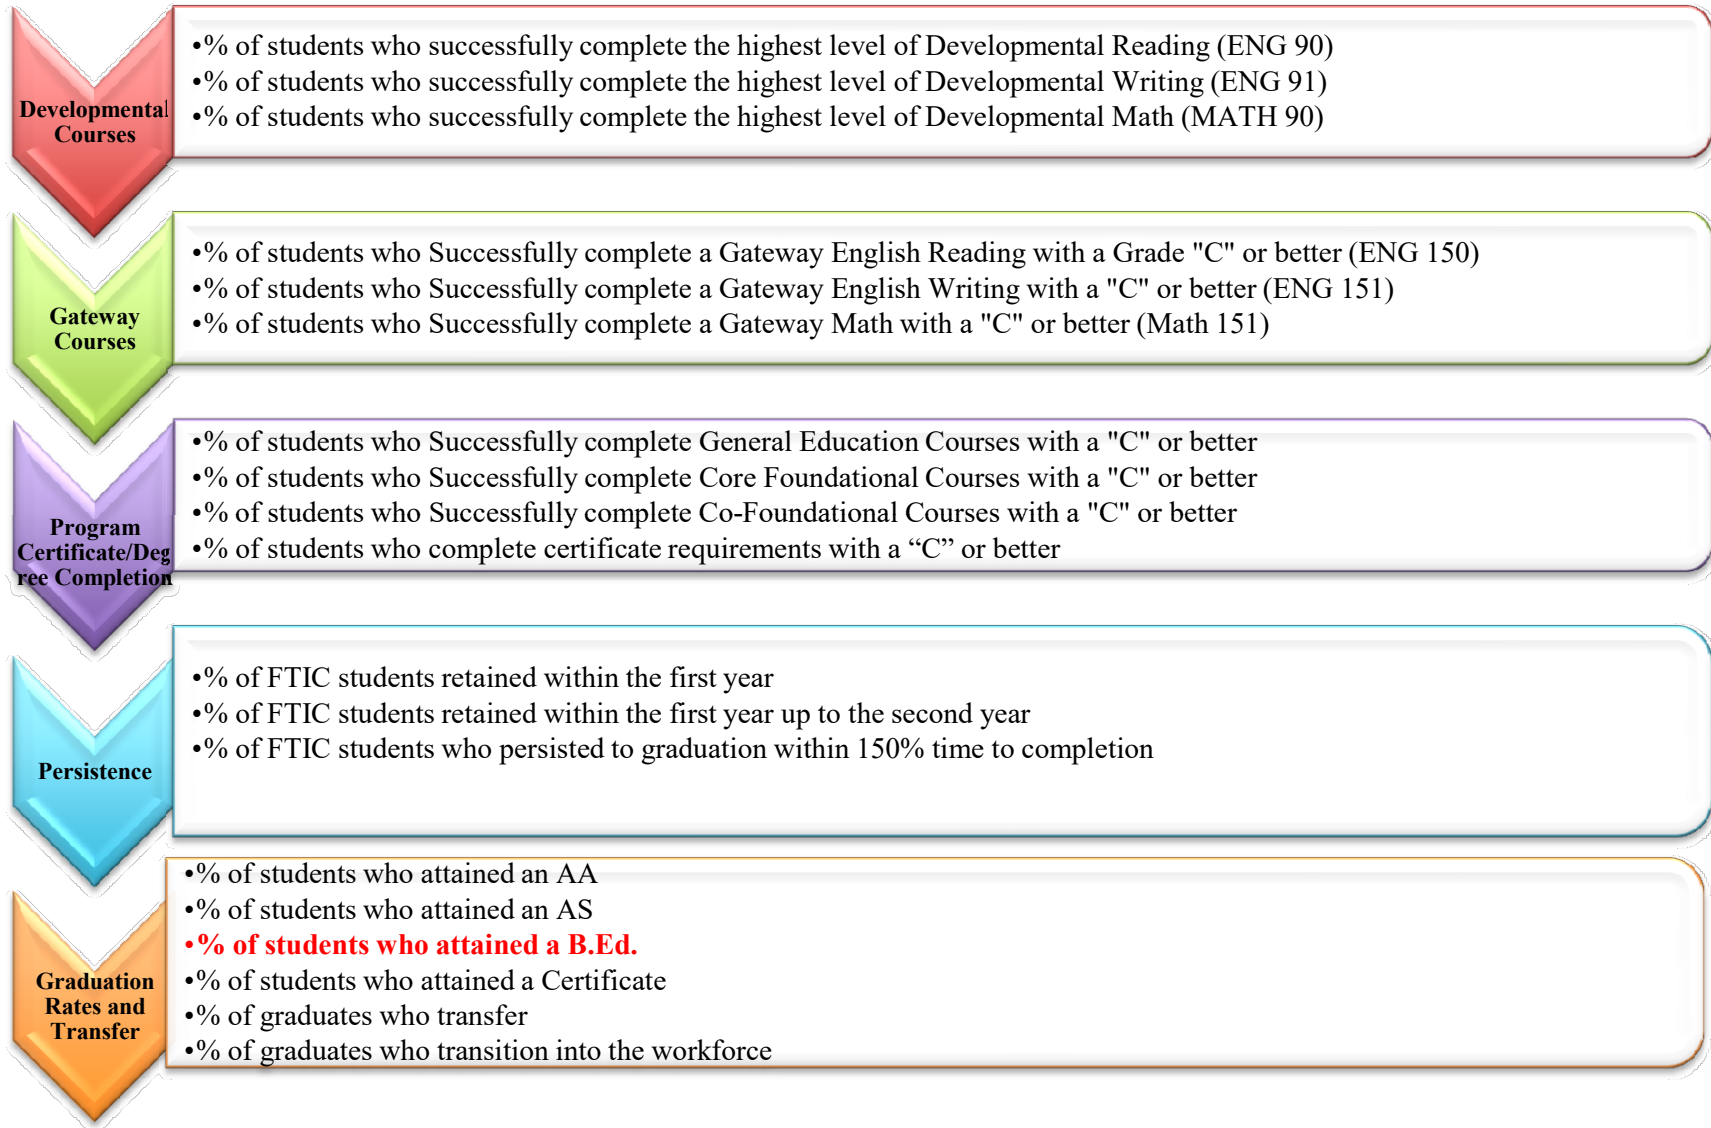 Developmental
Courses
•% of students who successfully complete the highest level of Developmental Reading (ENG 90)
•% of students who successfully complete the highest level of Developmental Writing (ENG 91)
•% of students who successfully complete the highest level of Developmental Math (MATH 90)
Gateway
Courses
•% of students who Successfully complete a Gateway English Reading with a Grade "C" or better (ENG 150)
•% of students who Successfully complete a Gateway English Writing with a "C" or better (ENG 151)
•% of students who Successfully complete a Gateway Math with a "C" or better (Math 151)
Program
Certificate/Deg
ree Completion
•% of students who Successfully complete General Education Courses with a "C" or better
•% of students who Successfully complete Core Foundational Courses with a "C" or better
•% of students who Successfully complete Co-Foundational Courses with a "C" or better
•% of students who complete certificate requirements with a “C” or better
Persistence
•% of FTIC students retained within the first year
•% of FTIC students retained within the first year up to the second year
•% of FTIC students who persisted to graduation within 150% time to completion
Graduation
Rates and
Transfer
•% of students who attained an AA
•% of students who attained an AS
•% of students who attained a B.Ed.
•% of students who attained a Certificate
•% of graduates who transfer
•% of graduates who transition into the workforce